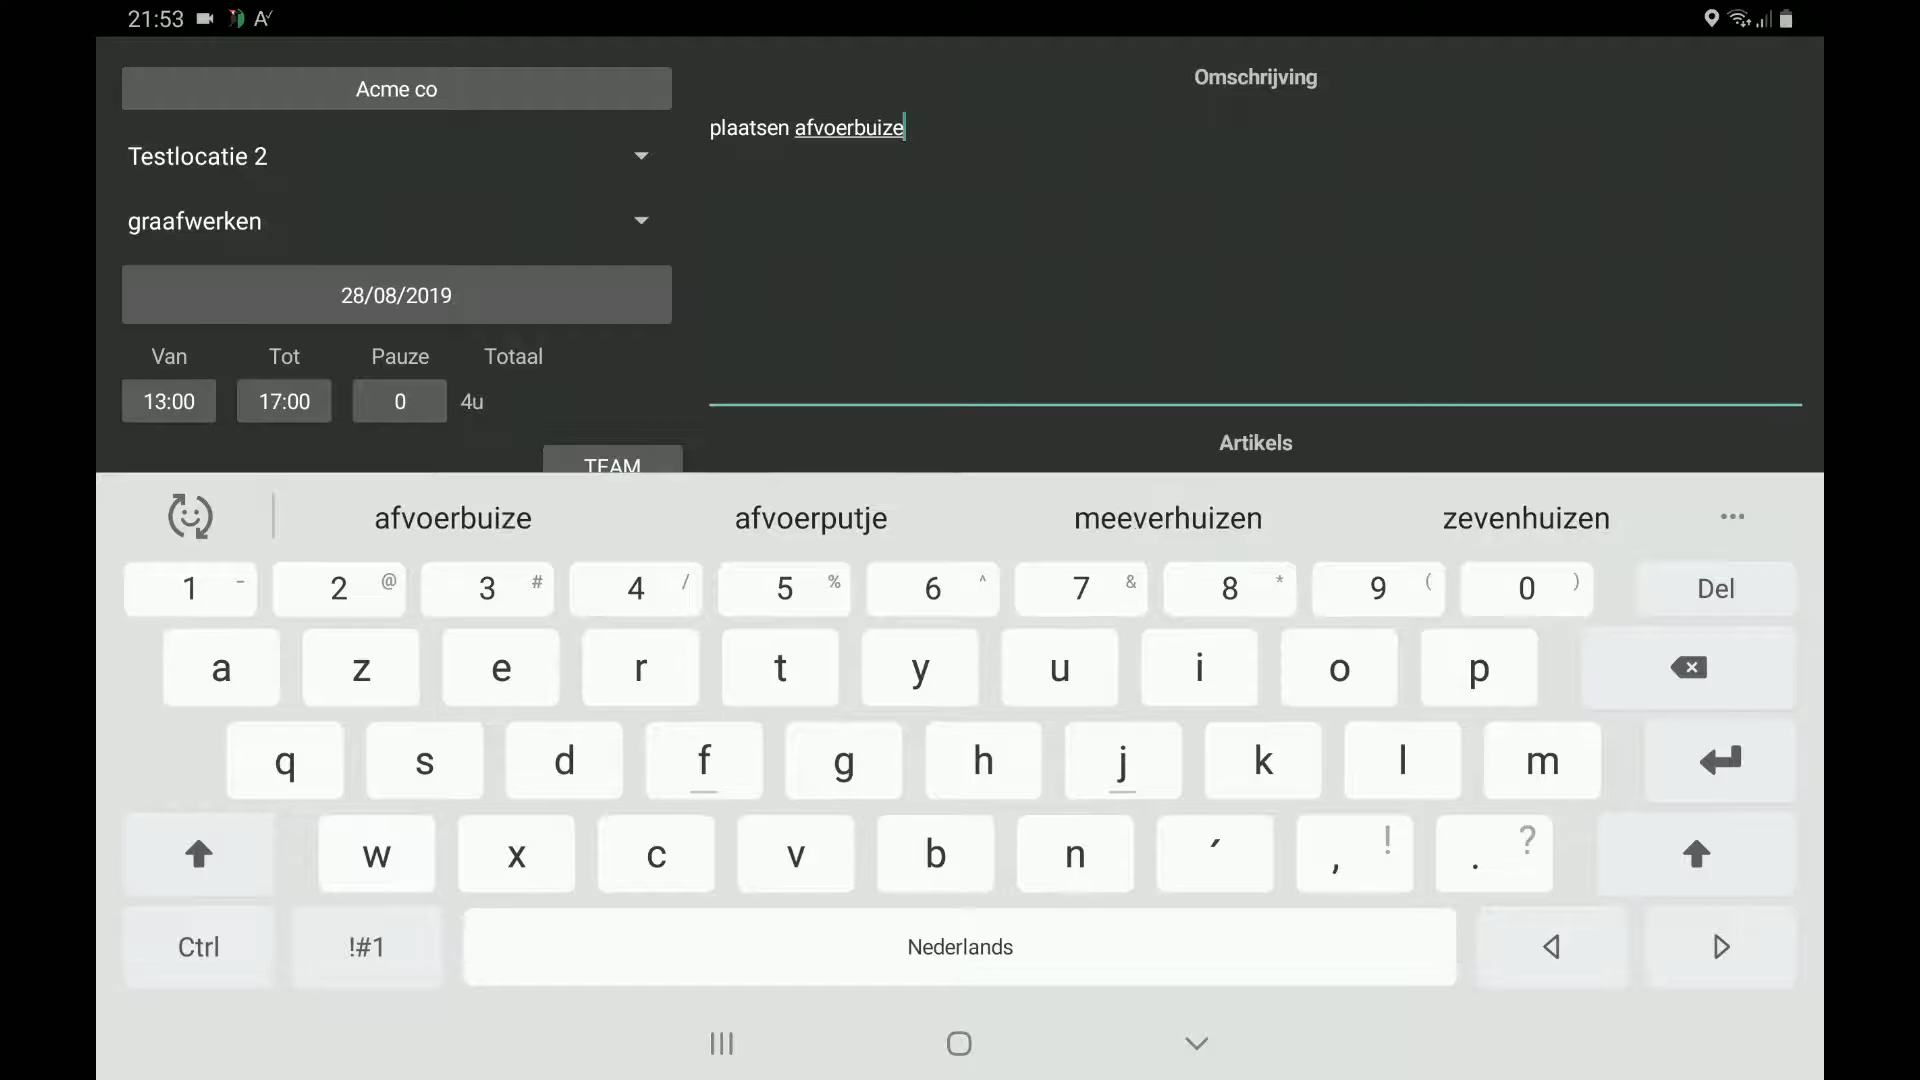 21:53
Acme co
Testlocatie 2
graafwerken
28/08/2019
Van Tot Pauze Totaal
13:00 17:00 0 4u
TEAM
Omschrijving
plaatsen afvoerbuize
Artikels
afvoerbuize afvoerputje meeverhuizen zevenhuizen ...
1 - 2 @ 3 # 4 / 5 % 6 ^ 7 & 8 * 9 ( 0 ) Del
a z e r t y u i o p
q s d f g h j k l m
w x c v b n ´ , ! . ?
Ctrl !#1 Nederlands